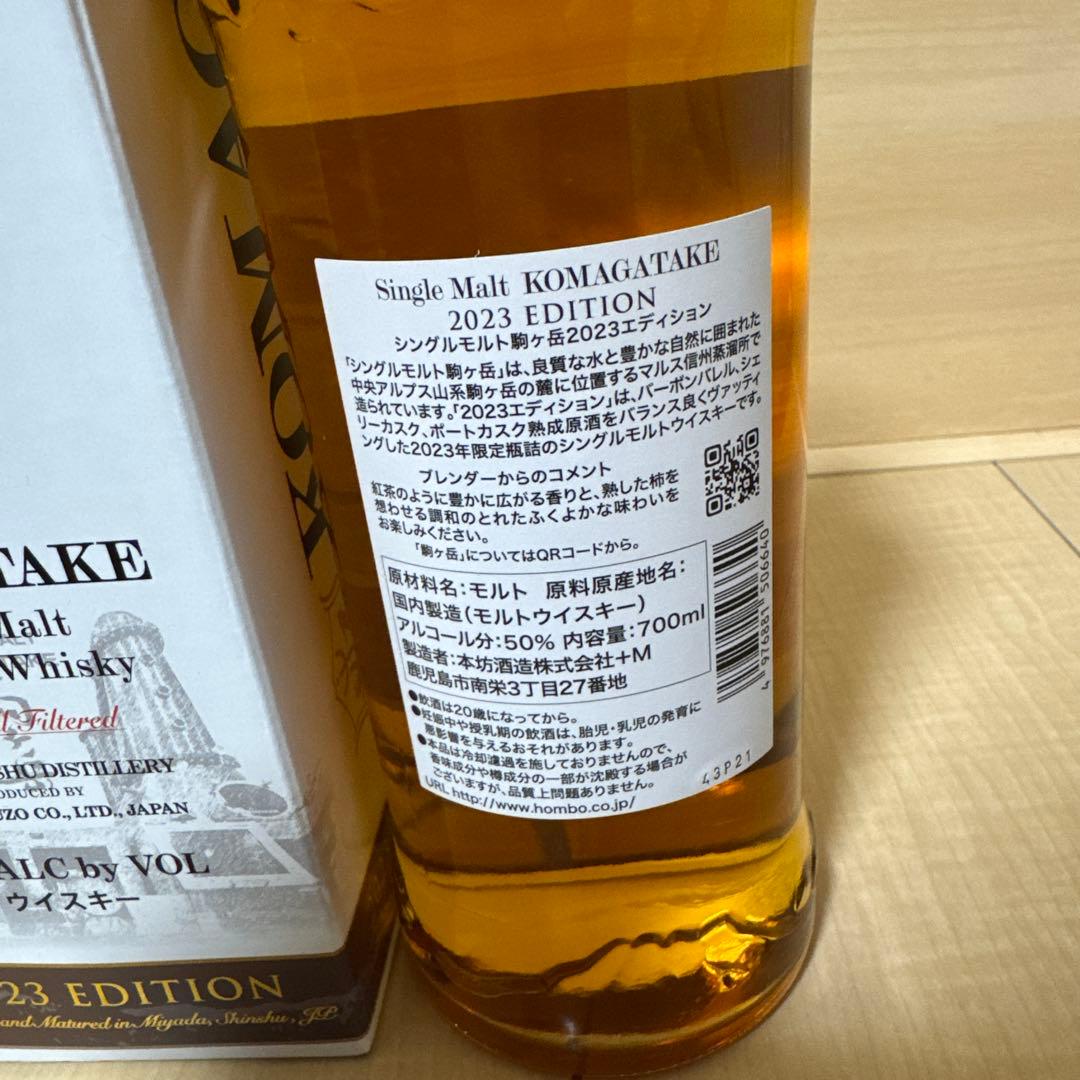 TAKE
Malt
Whisky
Filtered
SHU DISTILLERY
PRODUCED BY
UZO CO., LTD., JAPAN
ALC by VOL
ウイスキー
23 EDITION
and Matured in Miyada, Shinshu, JP
Single Malt KOMAGATAKE
2023 EDITION
シングルモルト駒ヶ岳2023エディション
「シングルモルト駒ヶ岳」は、良質な水と豊かな自然に囲まれた
中央アルプス山系駒ヶ岳の麓に位置するマルス信州蒸溜所で
造られています。「2023エディション」は、バーボンバレル、シェ
リーカスク、ポートカスク熟成原酒をバランス良くヴァッティ
ングした2023年限定瓶詰のシングルモルトウイスキーです。
ブレンダーからのコメント
紅茶のように豊かに広がる香りと、熟した柿を
想わせる調和のとれたふくよかな味わいを
お楽しみください。
「駒ヶ岳」についてはQRコードから。
原材料名：モルト 原料原産地名：
国内製造（モルトウイスキー）
アルコール分：50% 内容量：700ml
製造者：本坊酒造株式会社+M
鹿児島市南栄3丁目27番地
●飲酒は20歳になってから。
●妊娠中や授乳期の飲酒は、胎児・乳児の発育に
悪影響を与えるおそれがあります。
●本品は冷却濾過を施しておりませんので、
香味成分や樽成分の一部が沈殿する場合が
ございますが、品質上問題ありません。
URL http://www.hombo.co.jp/
4 976881 506640
43P21